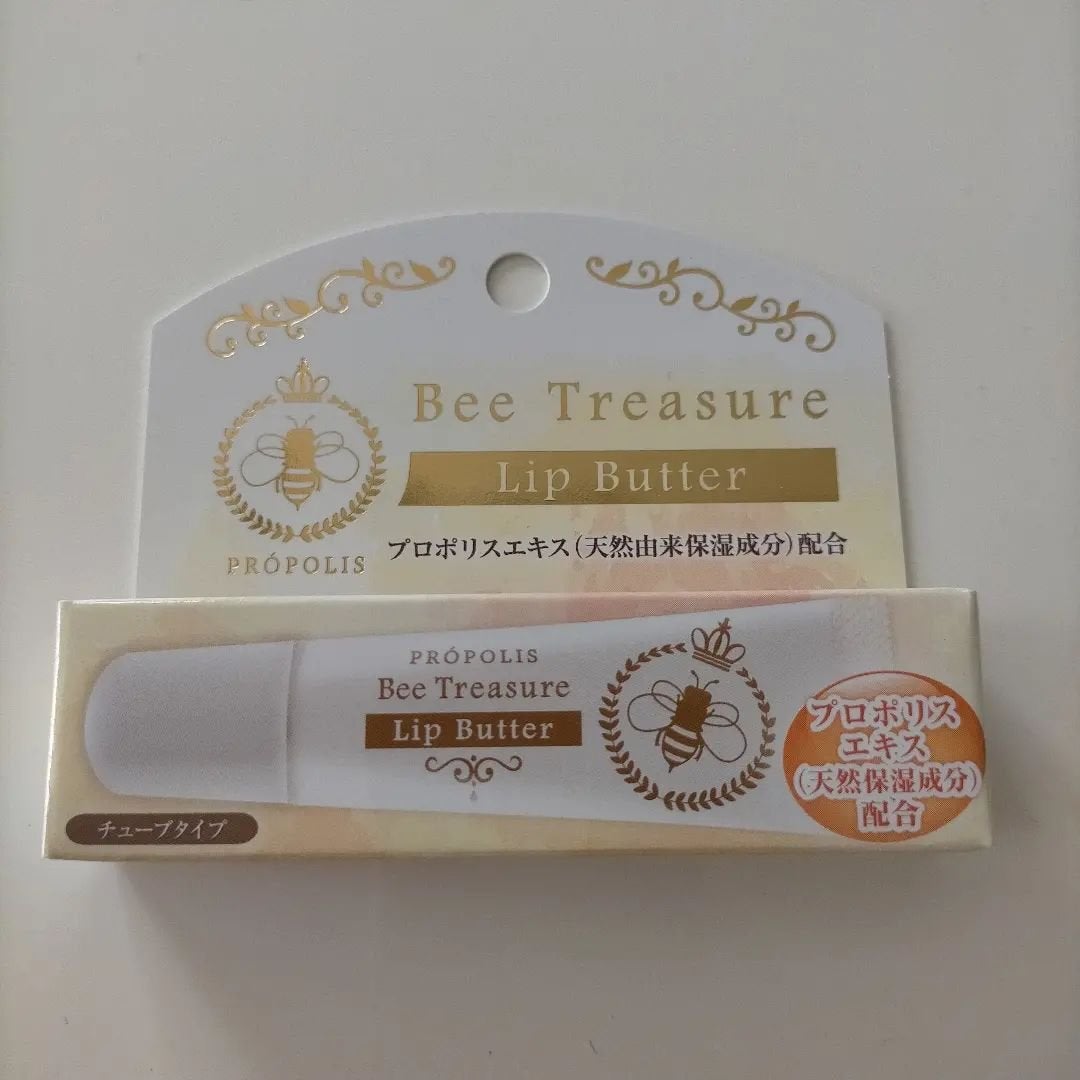 Bee Treasure
Lip Butter
PRÓPOLIS
プロポリスエキス(天然由来保湿成分)配合
PRÓPOLIS
Bee Treasure
Lip Butter
プロポリス
エキス
(天然保湿成分)
配合
チューブタイプ